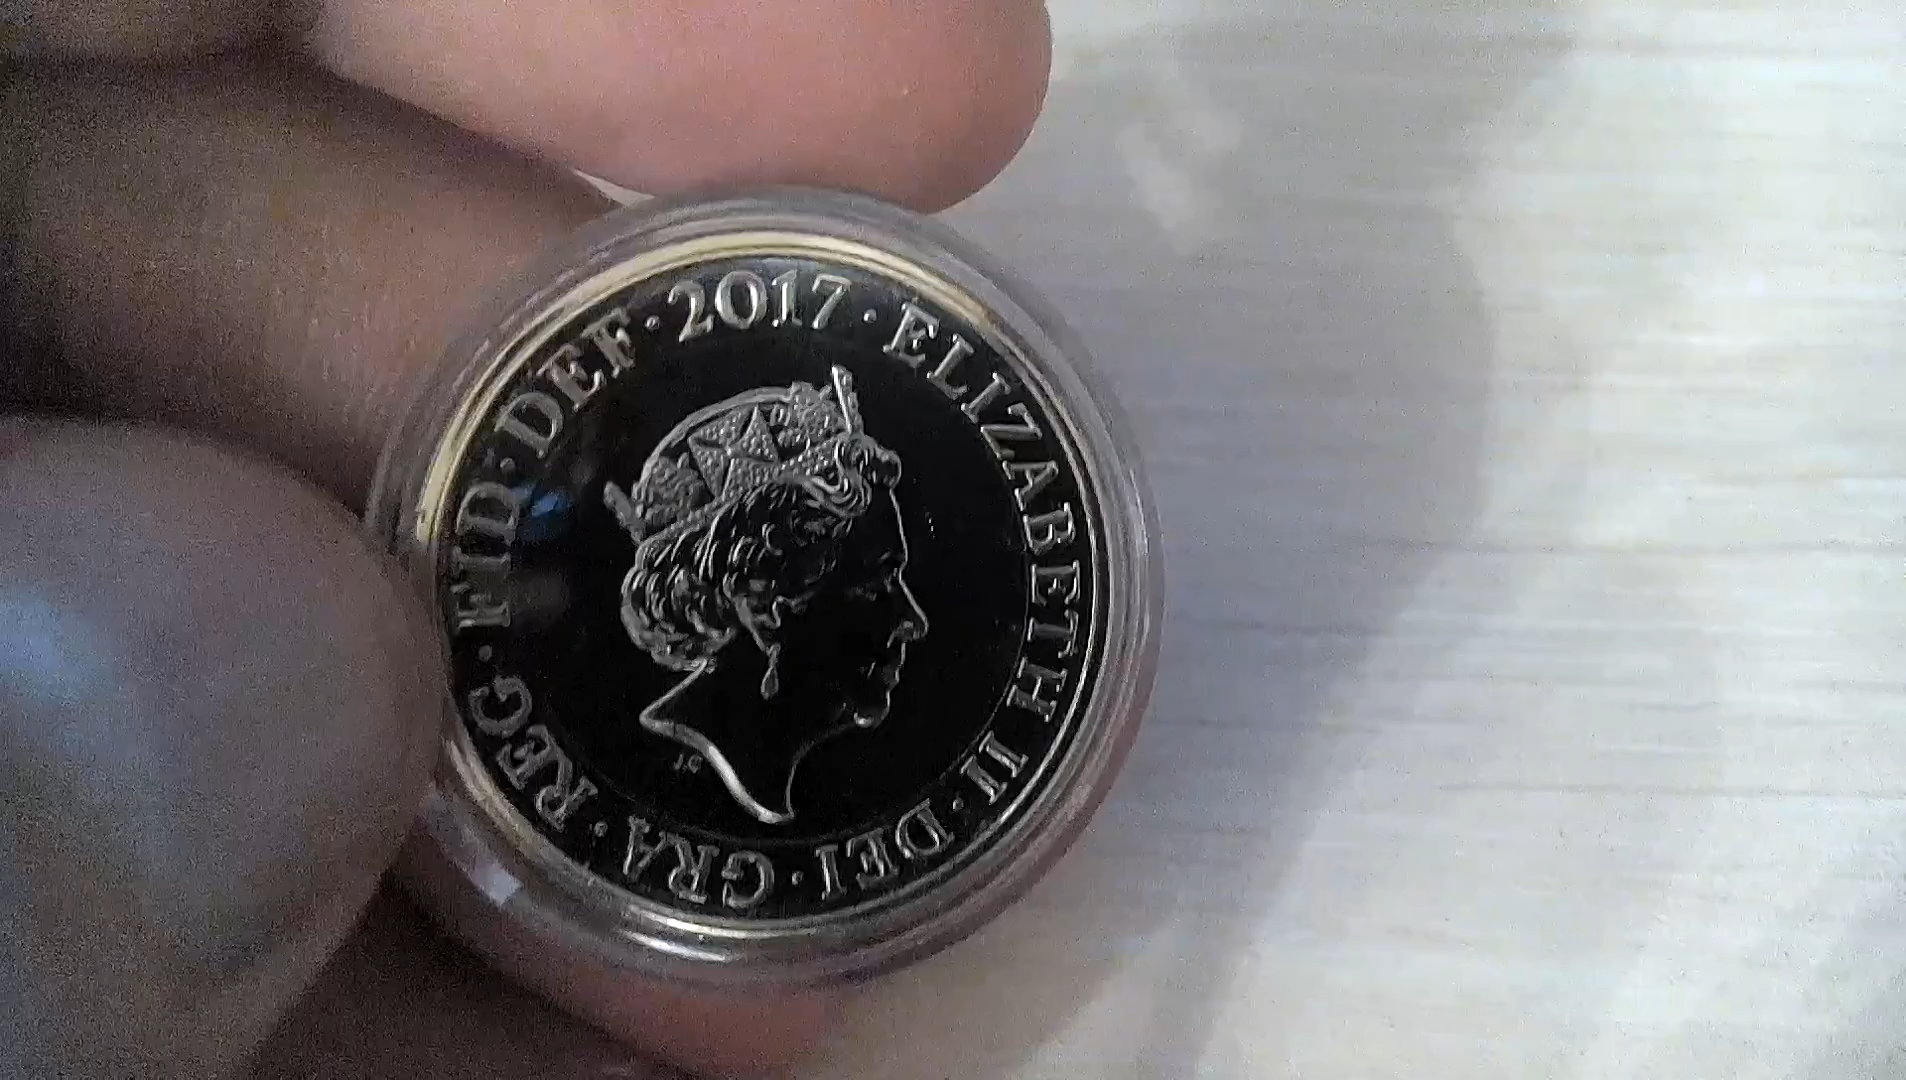 ELIZABETH II · DEI · GRA · REG · FID · DEF · 2017 ·
J.C